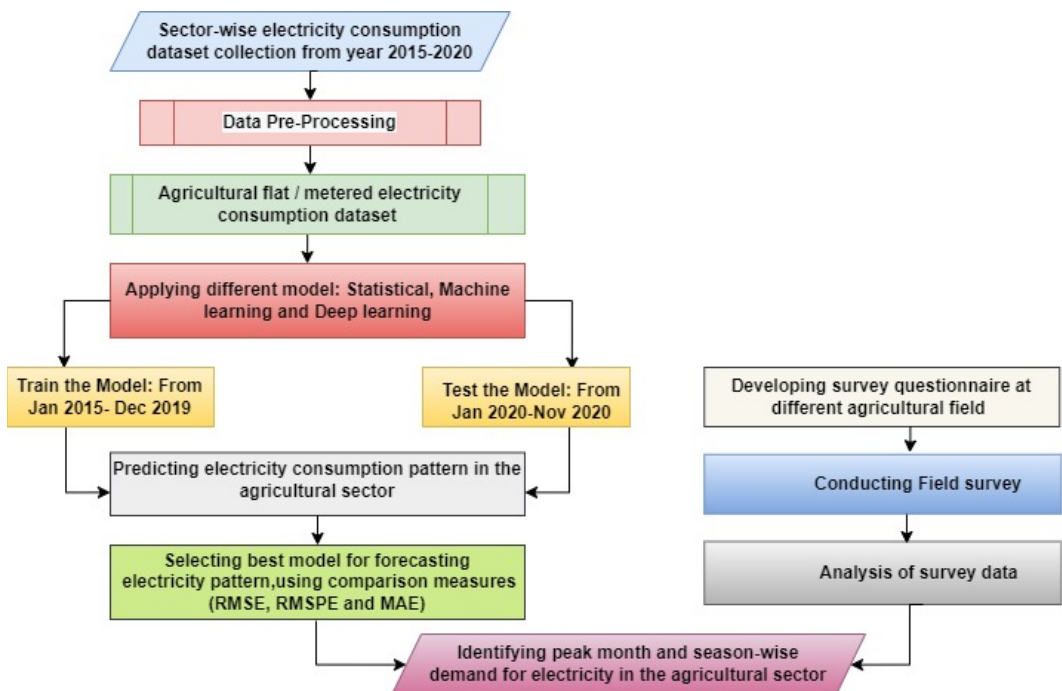 Sector-wise electricity consumption
dataset collection from year 2015-2020
Data Pre-Processing
Agricultural flat / metered electricity
consumption dataset
Applying different model: Statistical, Machine
learning and Deep learning
Train the Model: From
Jan 2015- Dec 2019
Test the Model: From
Jan 2020-Nov 2020
Predicting electricity consumption pattern in the
agricultural sector
Selecting best model for forecasting
electricity pattern,using comparison measures
(RMSE, RMSPE and MAE)
Developing survey questionnaire at
different agricultural field
Conducting Field survey
Analysis of survey data
Identifying peak month and season-wise
demand for electricity in the agricultural sector